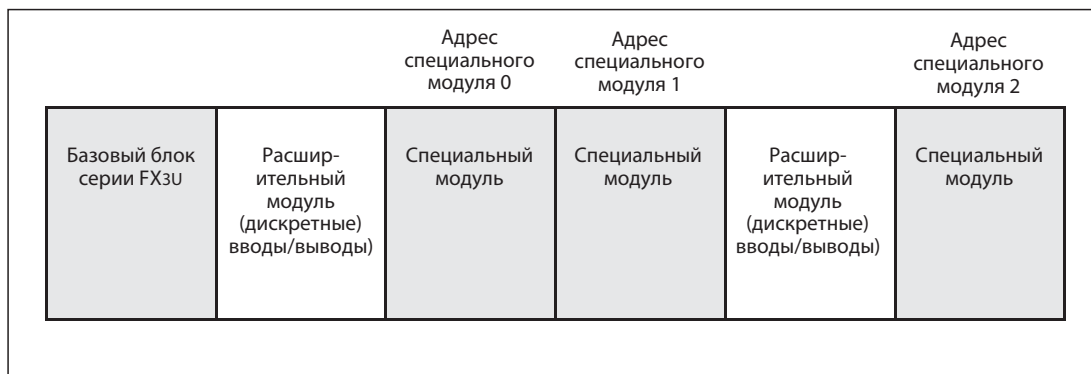 Адрес
специального
модуля 0
Адрес
специального
модуля 1
Адрес
специального
модуля 2
Базовый блок
серии FX3U
Расшир-
ительный
модуль
(дискретные)
вводы/выводы)
Специальный
модуль
Специальный
модуль
Расшир-
ительный
модуль
(дискретные)
вводы/выводы)
Специальный
модуль